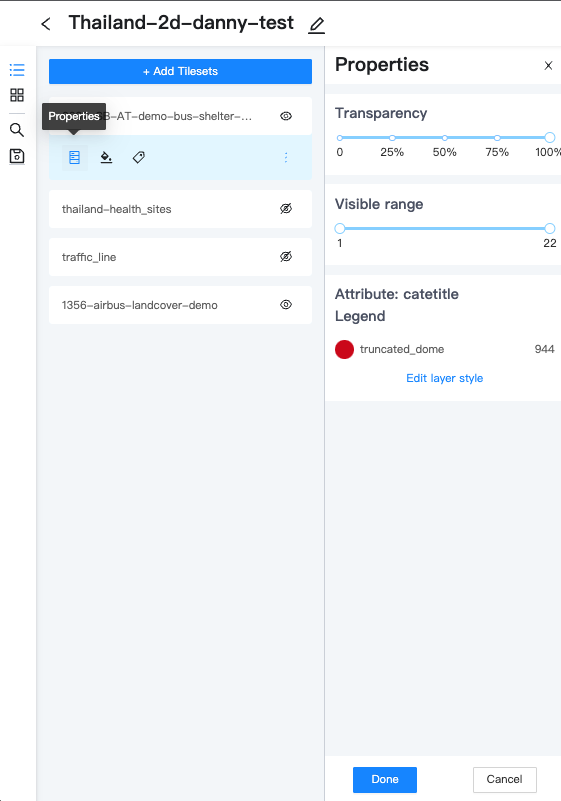 Thailand-2d-danny-test
+ Add Tilesets
Properties
B-AT-demo-bus-shelter-...
thailand-health_sites
traffic_line
1356-airbus-landcover-demo
Properties
Transparency
0 25% 50% 75% 100%
Visible range
1 22
Attribute: catetitle
Legend
truncated_dome 944
Edit layer style
Done Cancel